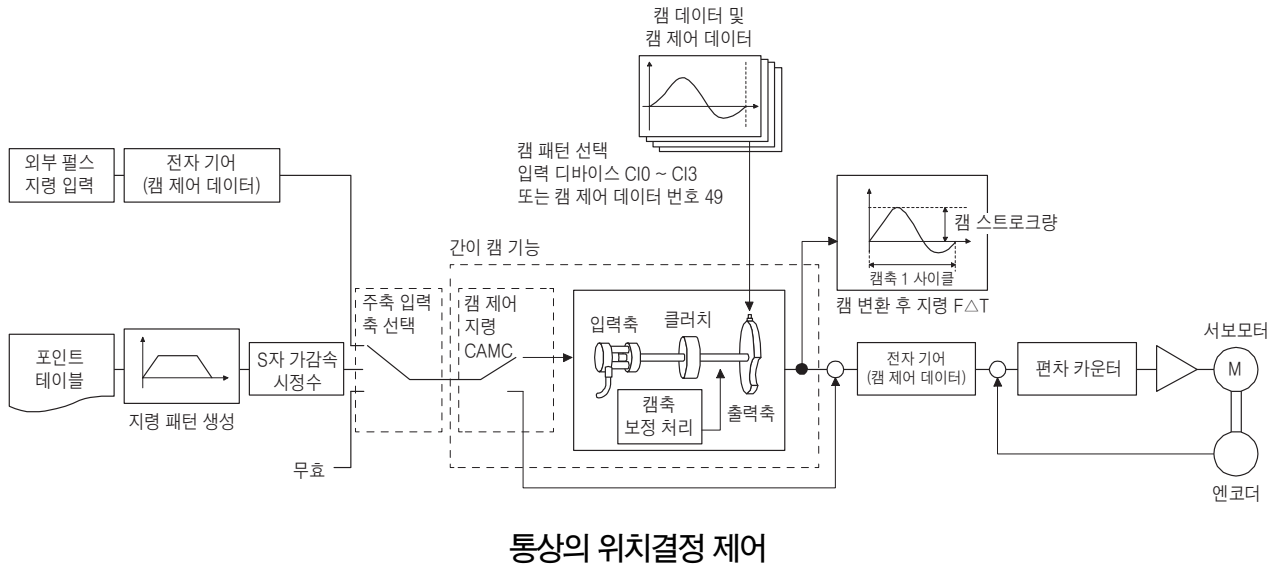 캠 데이터 및
캠 제어 데이터
캠 패턴 선택
입력 디바이스 CI0 ~ CI3
또는 캠 제어 데이터 번호 49
외부 펄스
지령 입력
전자 기어
(캠 제어 데이터)
캠 스트로크량
캠축 1 사이클
캠 변환 후 지령 F△T
간이 캠 기능
주축 입력
축 선택
캠 제어
지령
CAMC
입력축
클러치
캠축
보정 처리
출력축
포인트
테이블
지령 패턴 생성
S자 가감속
시정수
무효
전자 기어
(캠 제어 데이터)
편차 카운터
서보모터
M
엔코더
통상의 위치결정 제어